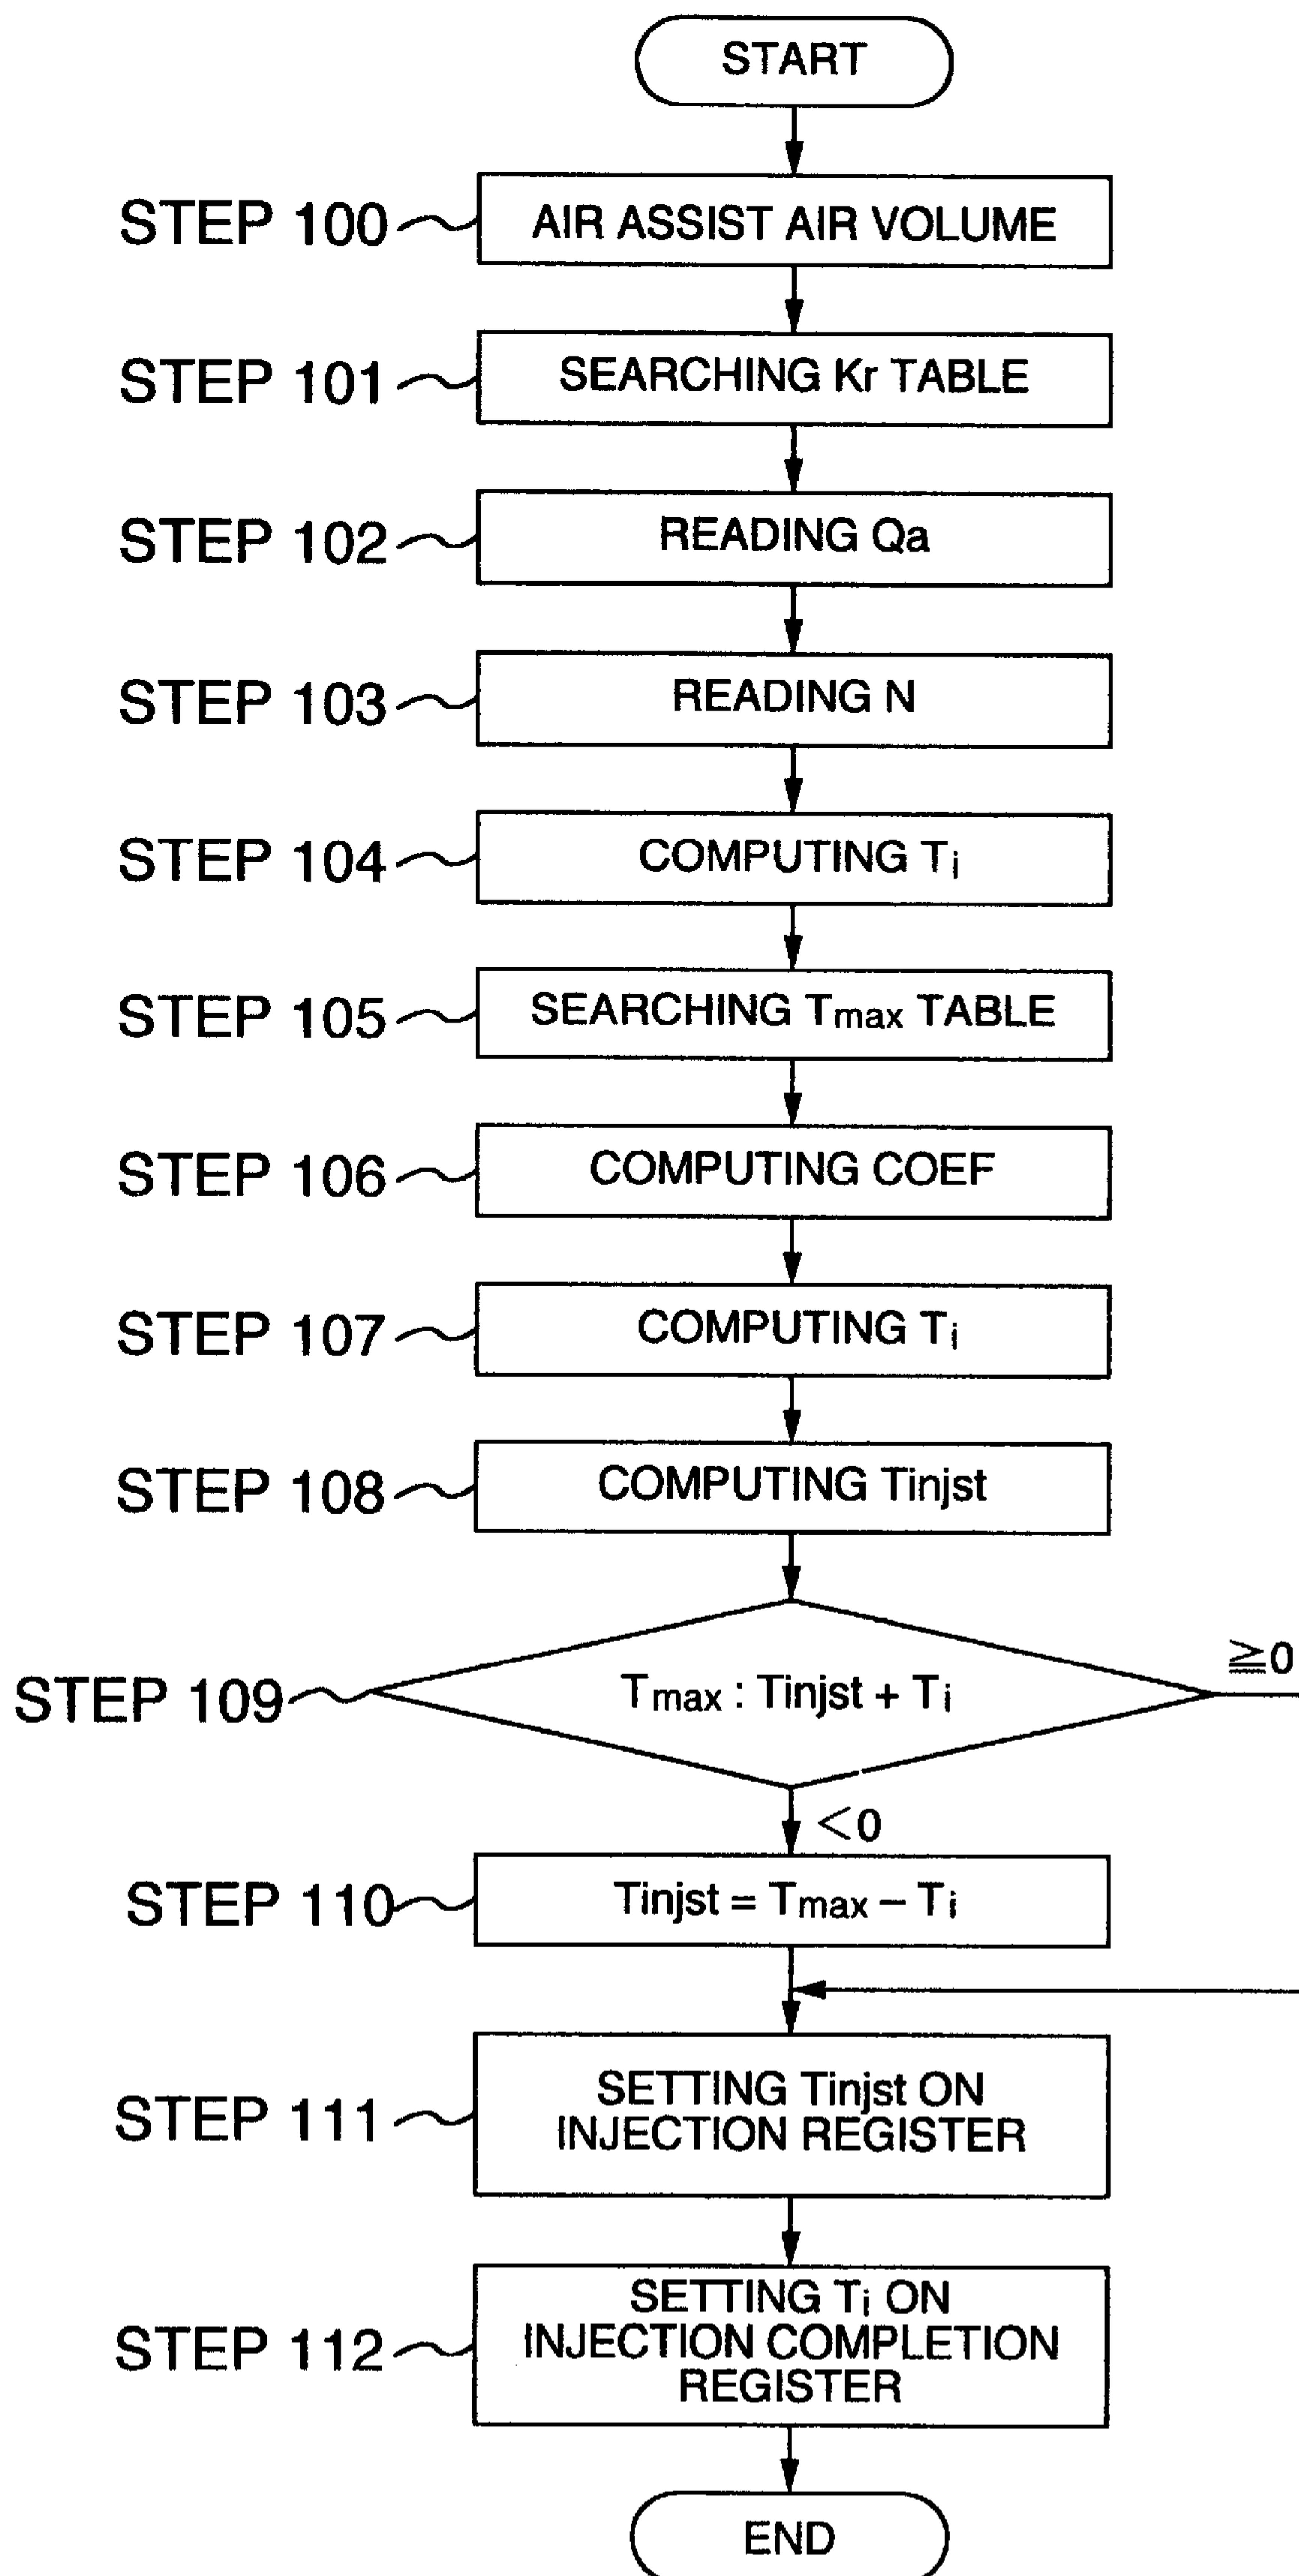 START
STEP 100
AIR ASSIST AIR VOLUME
STEP 101
SEARCHING Kr TABLE
STEP 102
READING Qa
STEP 103
READING N
STEP 104
COMPUTING Ti
STEP 105
SEARCHING Tmax TABLE
STEP 106
COMPUTING COEF
STEP 107
COMPUTING Ti
STEP 108
COMPUTING Tinjst
STEP 109
Tmax : Tinjst + Ti
≧0
<0
STEP 110
Tinjst = Tmax – Ti
STEP 111
SETTING Tinjst ON
INJECTION REGISTER
STEP 112
SETTING Ti ON
INJECTION COMPLETION
REGISTER
END